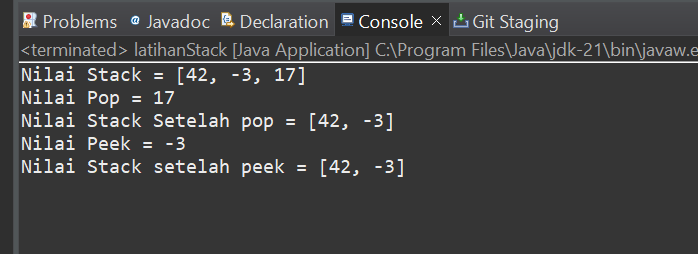 Problems Javadoc Declaration Console Git Staging
<terminated> latihanStack [Java Application] C:\Program Files\Java\jdk-21\bin\javaw.e
Nilai Stack = [42, -3, 17]
Nilai Pop = 17
Nilai Stack Setelah pop = [42, -3]
Nilai Peek = -3
Nilai Stack setelah peek = [42, -3]